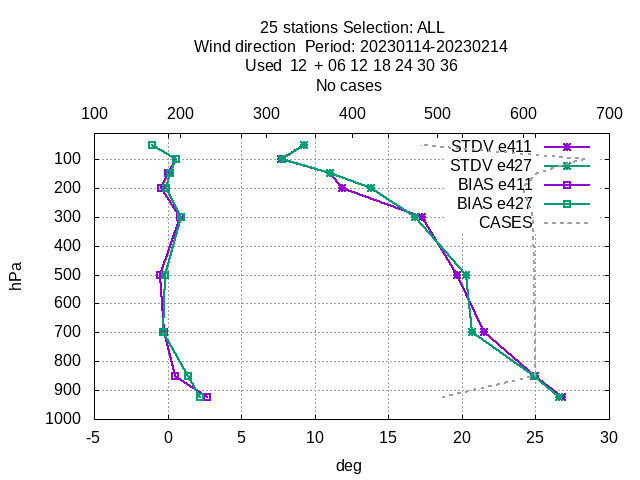 25 stations Selection: ALL
Wind direction  Period: 20230114-20230214
Used  12  + 06 12 18 24 30 36
No cases
100 200 300 400 500 600 700
STDV e411
STDV e427
BIAS e411
BIAS e427
CASES
100
200
300
400
500
600
700
800
900
1000
hPa
-5 0 5 10 15 20 25 30
deg